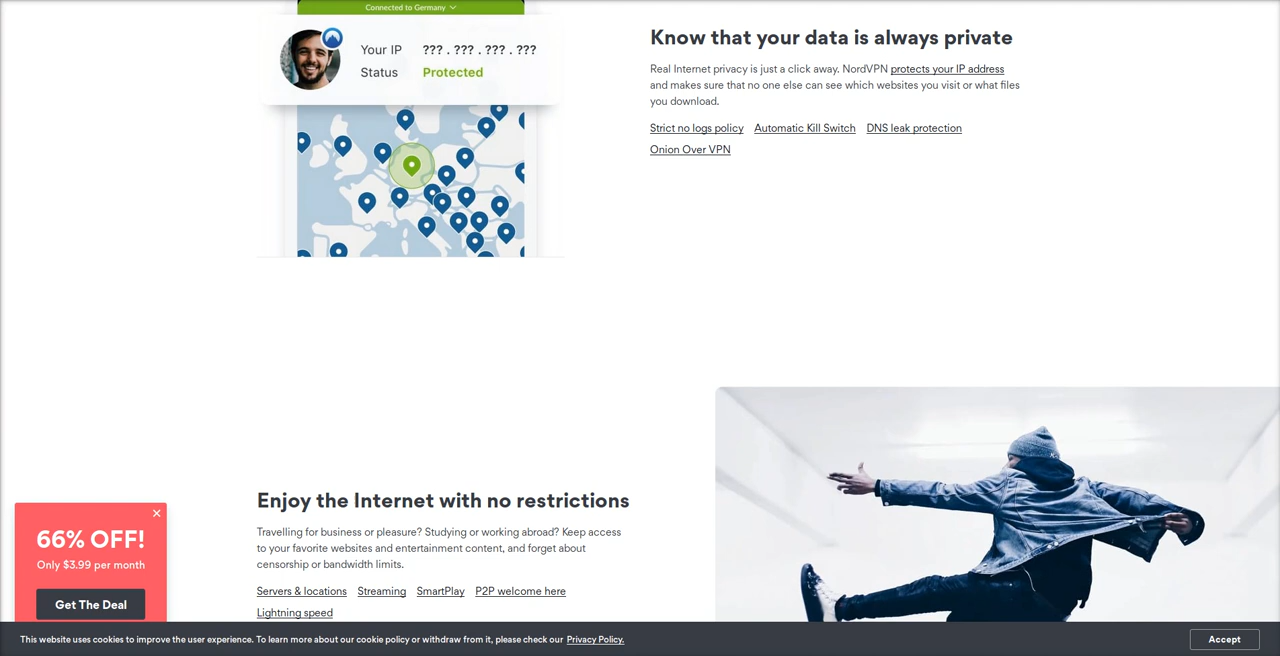 Connected to Germany
Your IP ??? . ??? . ??? . ???
Status Protected
Know that your data is always private
Real Internet privacy is just a click away. NordVPN protects your IP address
and makes sure that no one else can see which websites you visit or what files
you download.
Strict no logs policy Automatic Kill Switch DNS leak protection
Onion Over VPN
Enjoy the Internet with no restrictions
Travelling for business or pleasure? Studying or working abroad? Keep access
to your favorite websites and entertainment content, and forget about
censorship or bandwidth limits.
Servers & locations Streaming SmartPlay P2P welcome here
Lightning speed
66% OFF!
Only $3.99 per month
Get The Deal
This website uses cookies to improve the user experience. To learn more about our cookie policy or withdraw from it, please check our Privacy Policy.
Accept